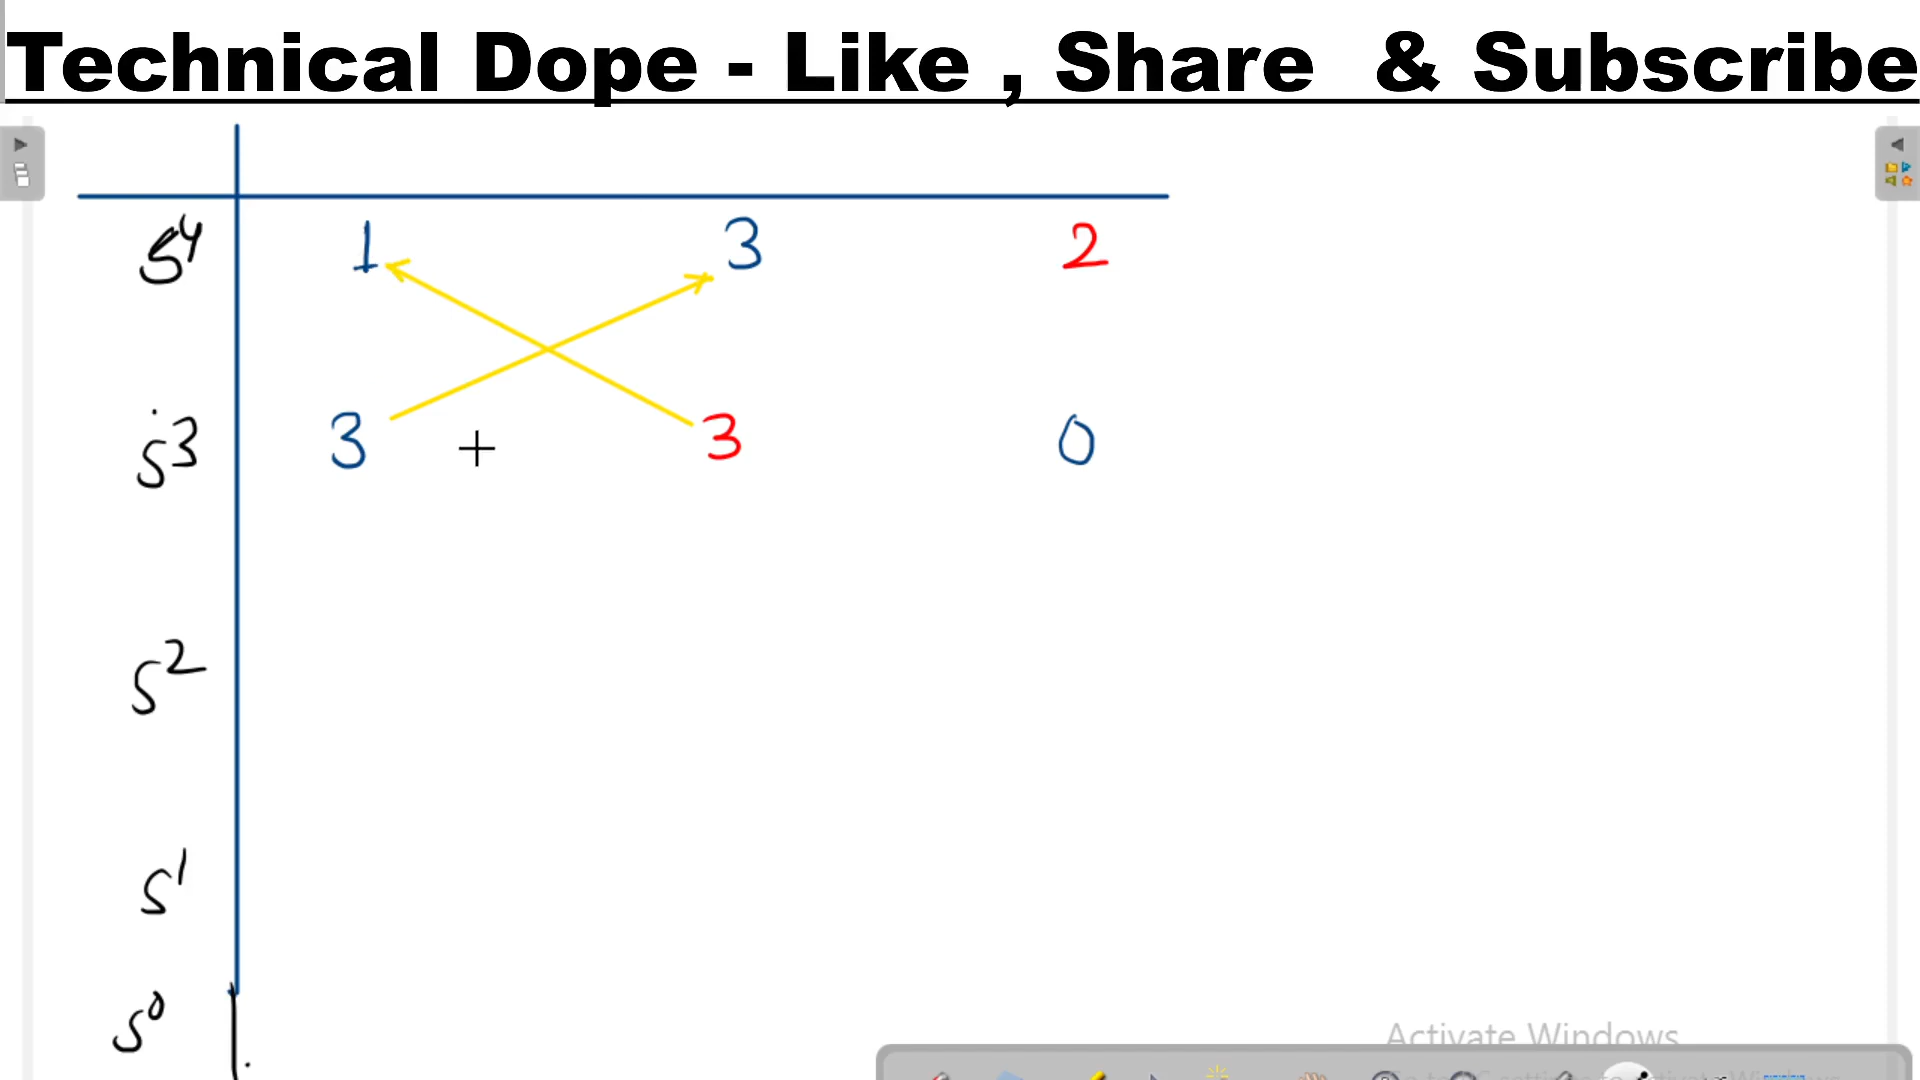 Technical Dope - Like , Share & Subscribe
s⁴ 1 3 2
s³ 3 3 0
s²
s¹
s⁰
Activate Windows